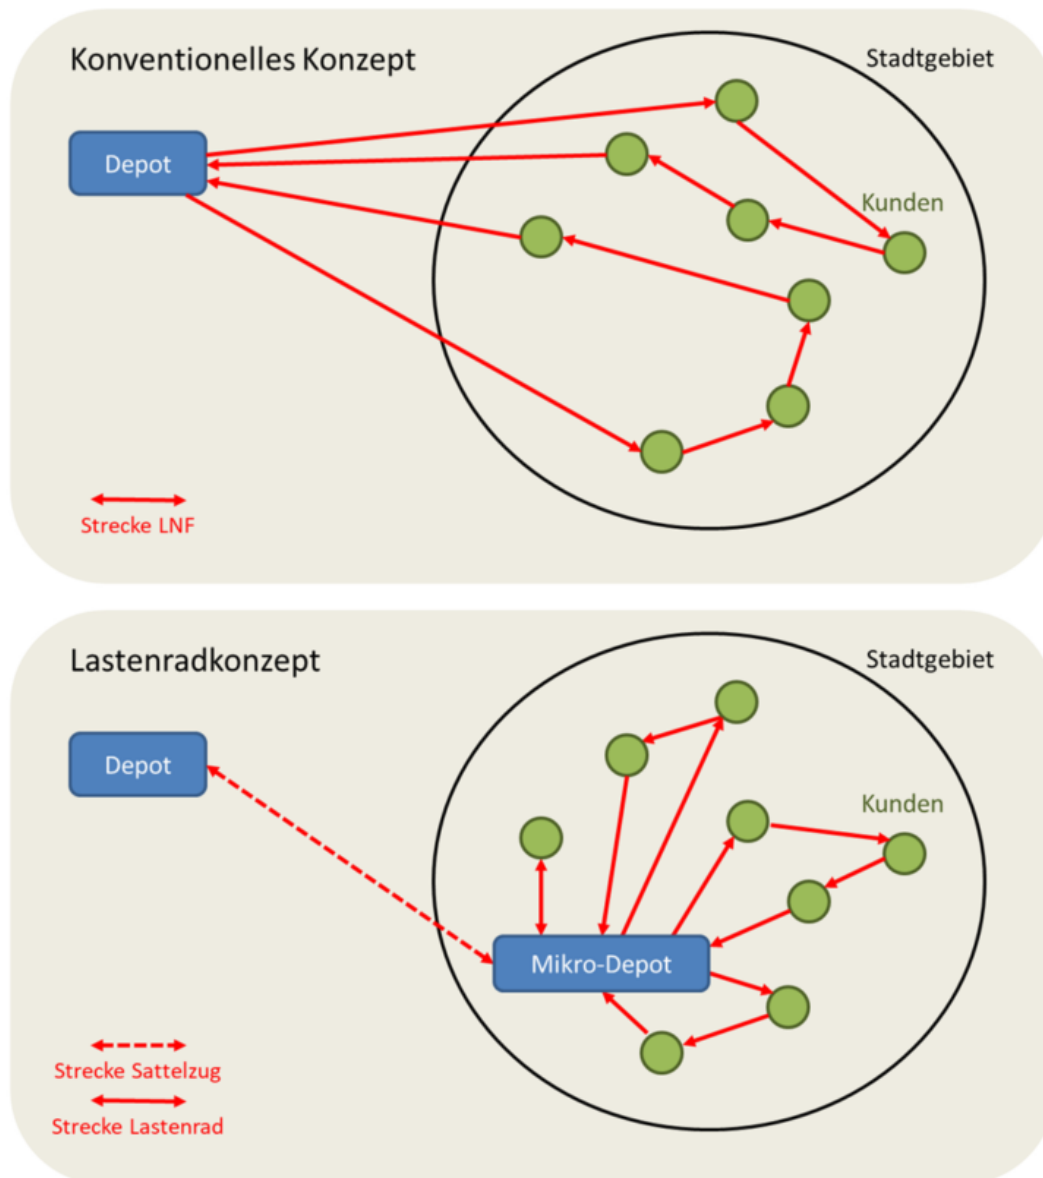 Konventionelles Konzept
Stadtgebiet
Depot
Kunden
Strecke LNF
Lastenradkonzept
Stadtgebiet
Depot
Kunden
Mikro-Depot
Strecke Sattelzug
Strecke Lastenrad